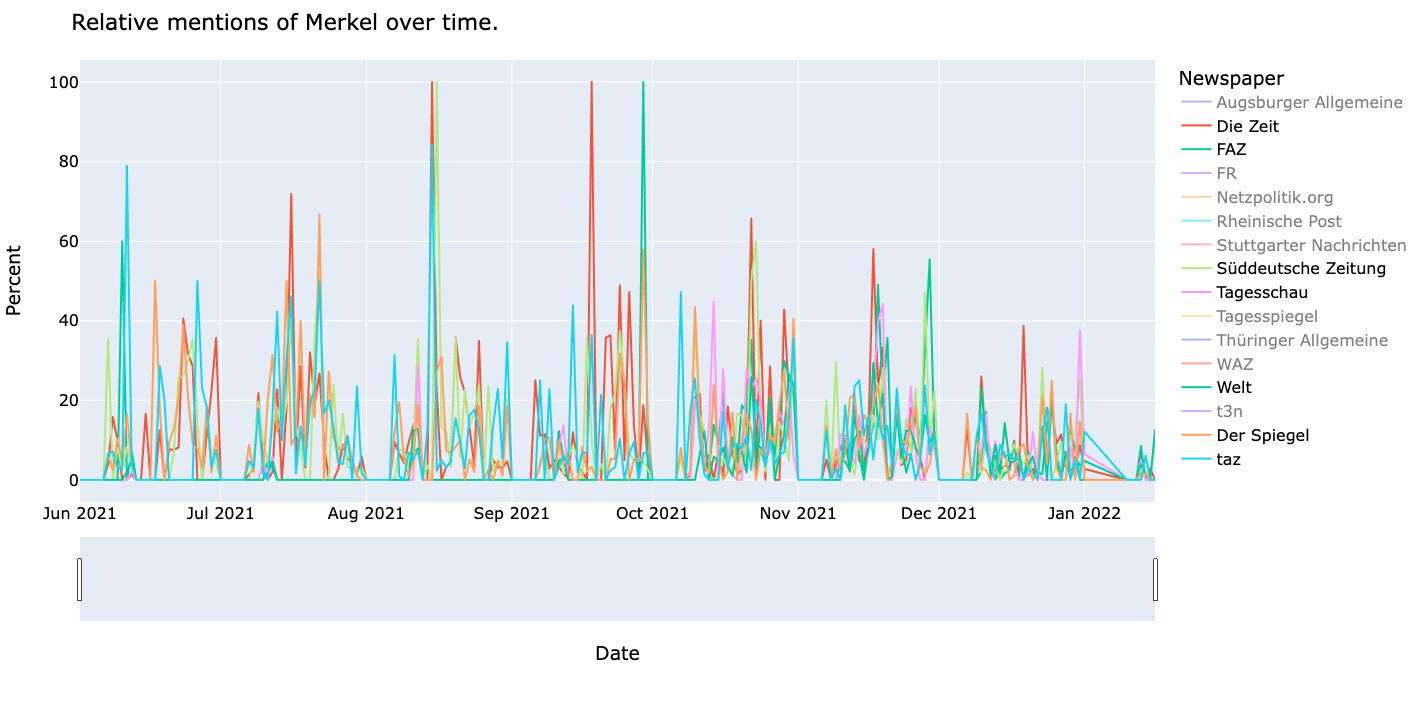 Relative mentions of Merkel over time.
Percent
100
80
60
40
20
0
Jun 2021 Jul 2021 Aug 2021 Sep 2021 Oct 2021 Nov 2021 Dec 2021 Jan 2022
Date
Newspaper
Augsburger Allgemeine
Die Zeit
FAZ
FR
Netzpolitik.org
Rheinische Post
Stuttgarter Nachrichten
Süddeutsche Zeitung
Tagesschau
Tagesspiegel
Thüringer Allgemeine
WAZ
Welt
t3n
Der Spiegel
taz